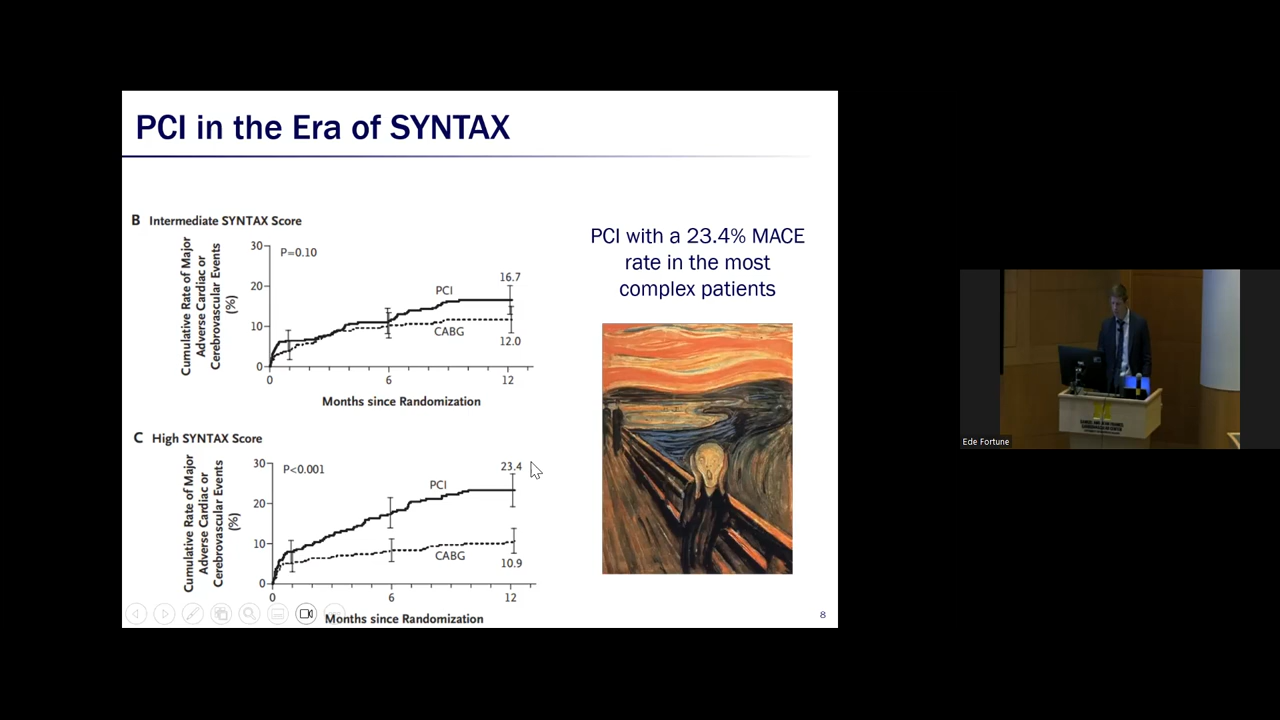 PCI in the Era of SYNTAX
B Intermediate SYNTAX Score
Cumulative Rate of Major
Adverse Cardiac or
Cerebrovascular Events
(%)
30
20
10
0
P=0.10
PCI
16.7
CABG
12.0
0 6 12
Months since Randomization
C High SYNTAX Score
Cumulative Rate of Major
Adverse Cardiac or
Cerebrovascular Events
(%)
30
20
10
0
P<0.001
PCI
23.4
CABG
10.9
0 6 12
Months since Randomization
PCI with a 23.4% MACE
rate in the most
complex patients
8
Ede Fortune